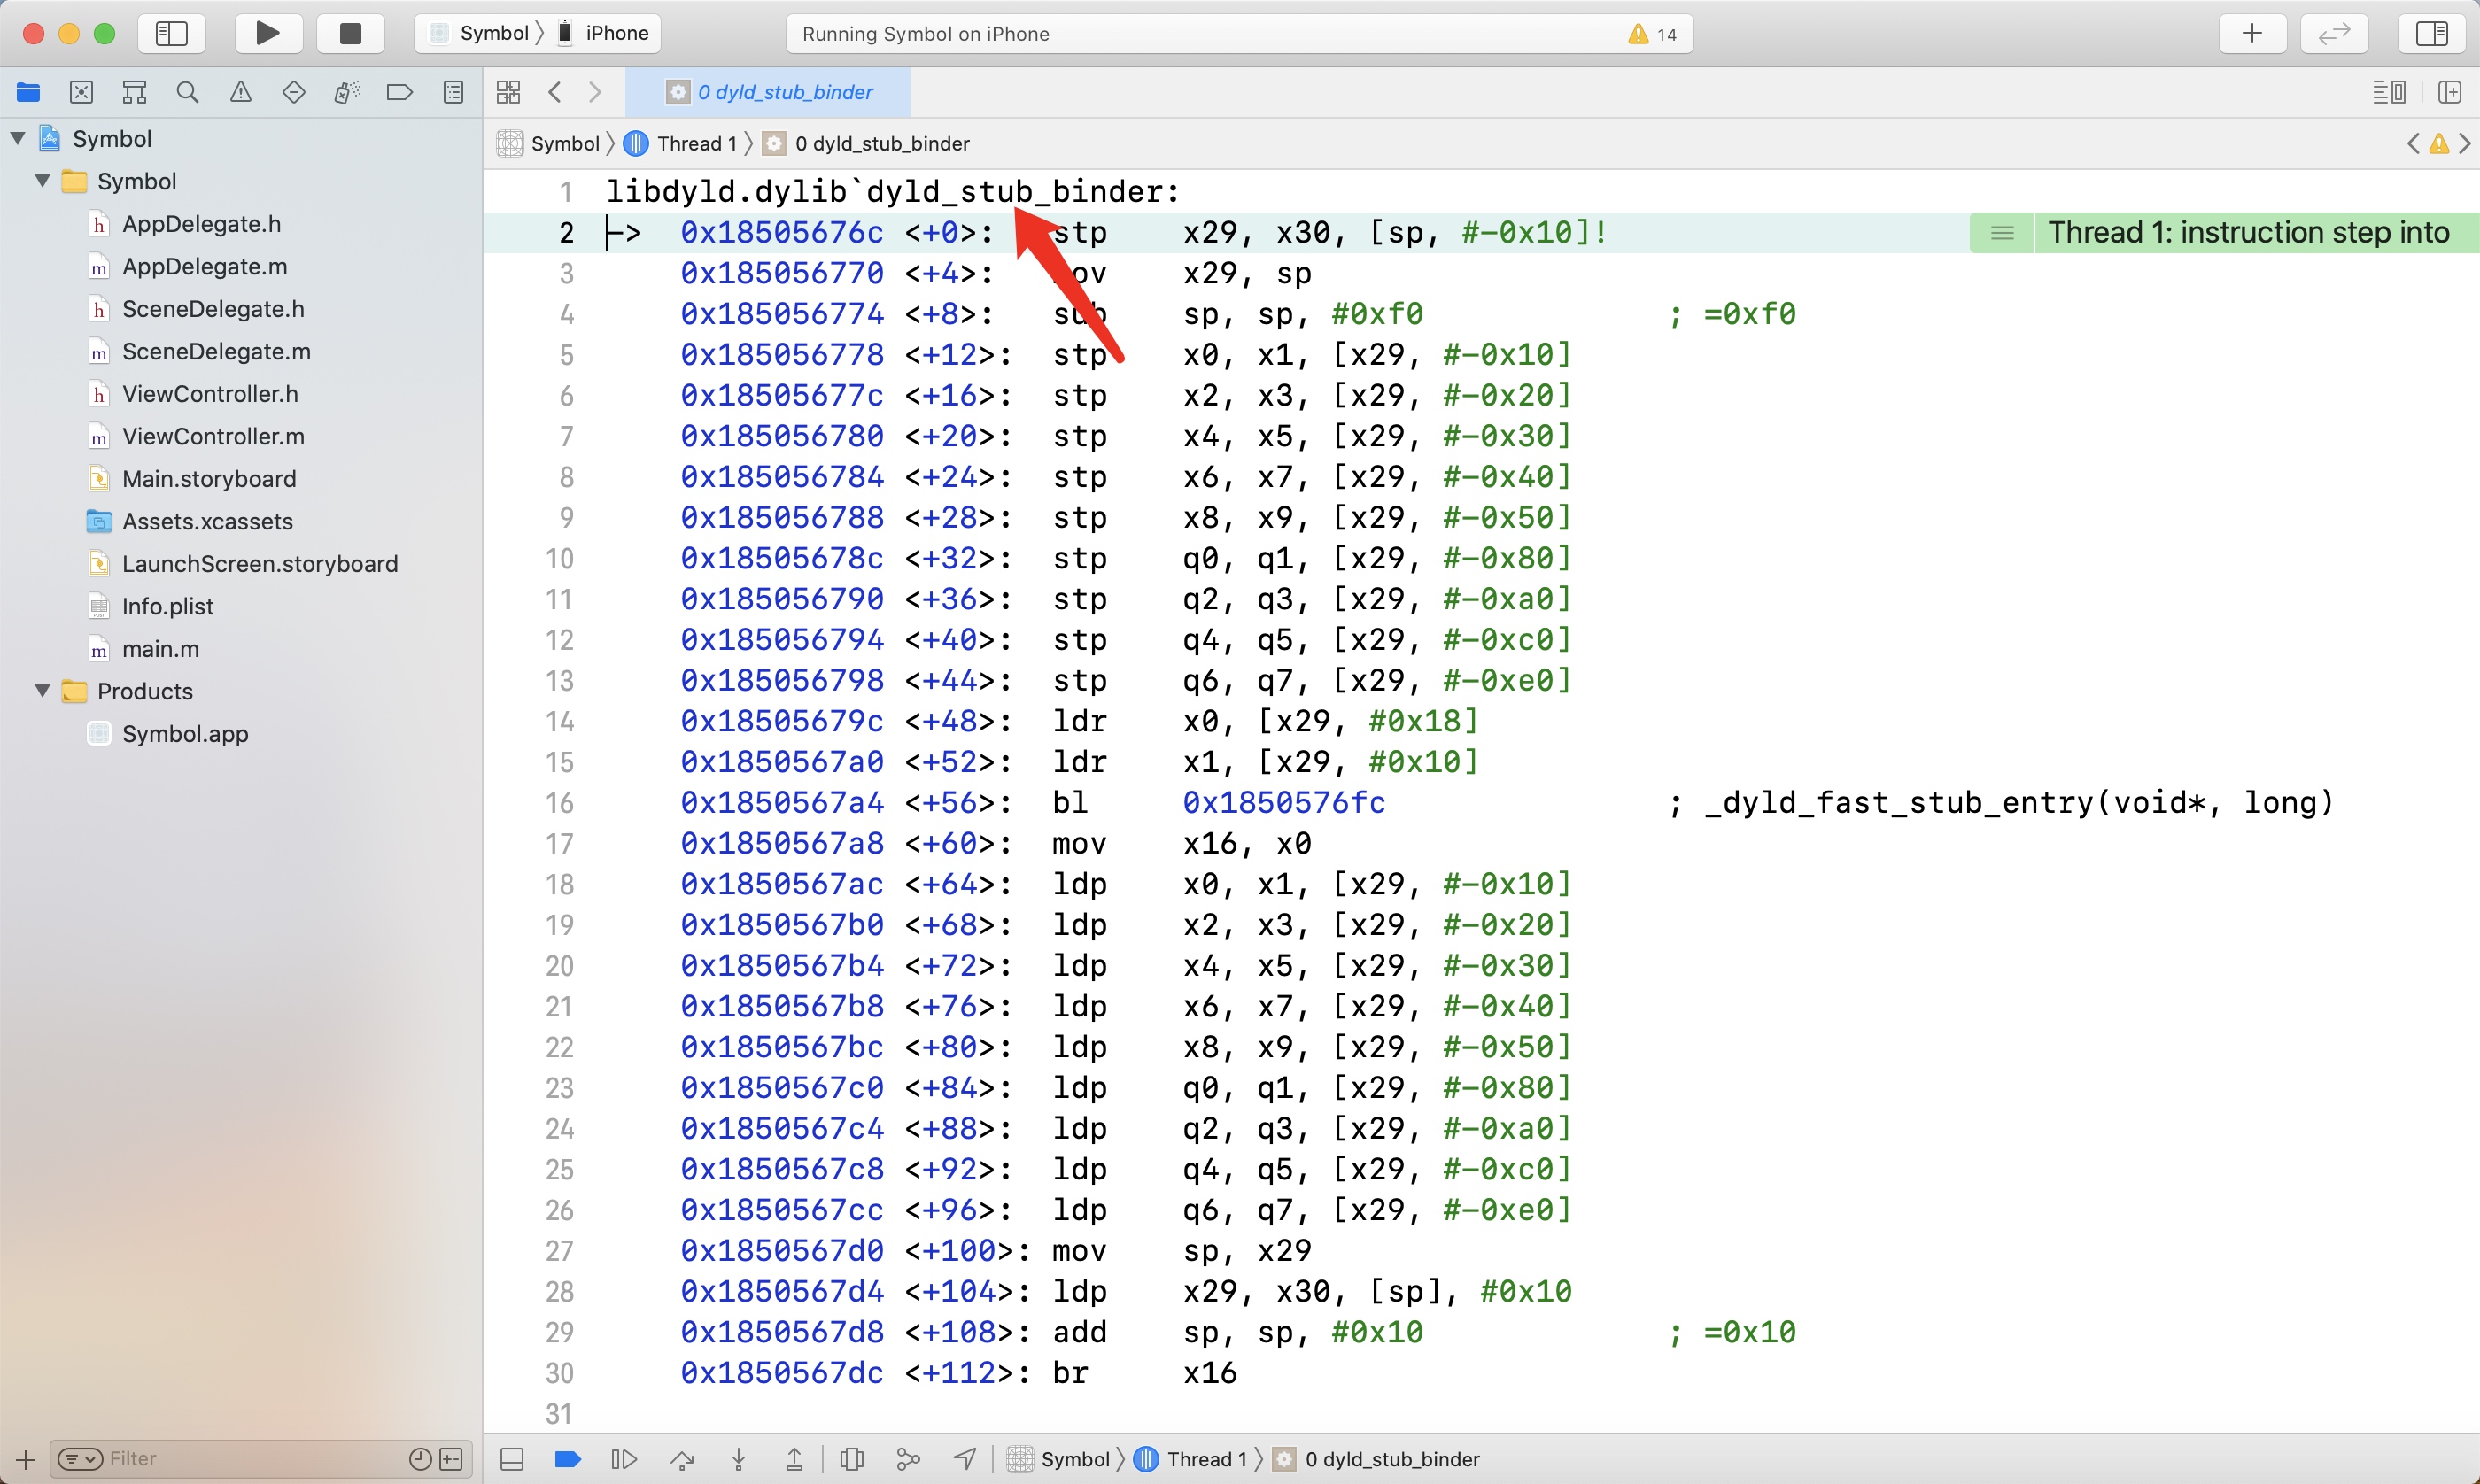 Symbol 〉 iPhone
Running Symbol on iPhone
14
0 dyld_stub_binder
Symbol 〉 Thread 1 〉 0 dyld_stub_binder
Symbol
Symbol
h AppDelegate.h
m AppDelegate.m
h SceneDelegate.h
m SceneDelegate.m
h ViewController.h
m ViewController.m
Main.storyboard
Assets.xcassets
LaunchScreen.storyboard
Info.plist
m main.m
Products
Symbol.app
Filter
1 libdyld.dylib`dyld_stub_binder:
2 -> 0x18505676c <+0>: stp x29, x30, [sp, #-0x10]!
Thread 1: instruction step into
3 0x185056770 <+4>: ov x29, sp
4 0x185056774 <+8>: sub sp, sp, #0xf0 ; =0xf0
5 0x185056778 <+12>: stp x0, x1, [x29, #-0x10]
6 0x18505677c <+16>: stp x2, x3, [x29, #-0x20]
7 0x185056780 <+20>: stp x4, x5, [x29, #-0x30]
8 0x185056784 <+24>: stp x6, x7, [x29, #-0x40]
9 0x185056788 <+28>: stp x8, x9, [x29, #-0x50]
10 0x18505678c <+32>: stp q0, q1, [x29, #-0x80]
11 0x185056790 <+36>: stp q2, q3, [x29, #-0xa0]
12 0x185056794 <+40>: stp q4, q5, [x29, #-0xc0]
13 0x185056798 <+44>: stp q6, q7, [x29, #-0xe0]
14 0x18505679c <+48>: ldr x0, [x29, #0x18]
15 0x1850567a0 <+52>: ldr x1, [x29, #0x10]
16 0x1850567a4 <+56>: bl 0x1850576fc ; _dyld_fast_stub_entry(void*, long)
17 0x1850567a8 <+60>: mov x16, x0
18 0x1850567ac <+64>: ldp x0, x1, [x29, #-0x10]
19 0x1850567b0 <+68>: ldp x2, x3, [x29, #-0x20]
20 0x1850567b4 <+72>: ldp x4, x5, [x29, #-0x30]
21 0x1850567b8 <+76>: ldp x6, x7, [x29, #-0x40]
22 0x1850567bc <+80>: ldp x8, x9, [x29, #-0x50]
23 0x1850567c0 <+84>: ldp q0, q1, [x29, #-0x80]
24 0x1850567c4 <+88>: ldp q2, q3, [x29, #-0xa0]
25 0x1850567c8 <+92>: ldp q4, q5, [x29, #-0xc0]
26 0x1850567cc <+96>: ldp q6, q7, [x29, #-0xe0]
27 0x1850567d0 <+100>: mov sp, x29
28 0x1850567d4 <+104>: ldp x29, x30, [sp], #0x10
29 0x1850567d8 <+108>: add sp, sp, #0x10 ; =0x10
30 0x1850567dc <+112>: br x16
31
Symbol 〉 Thread 1 〉 0 dyld_stub_binder